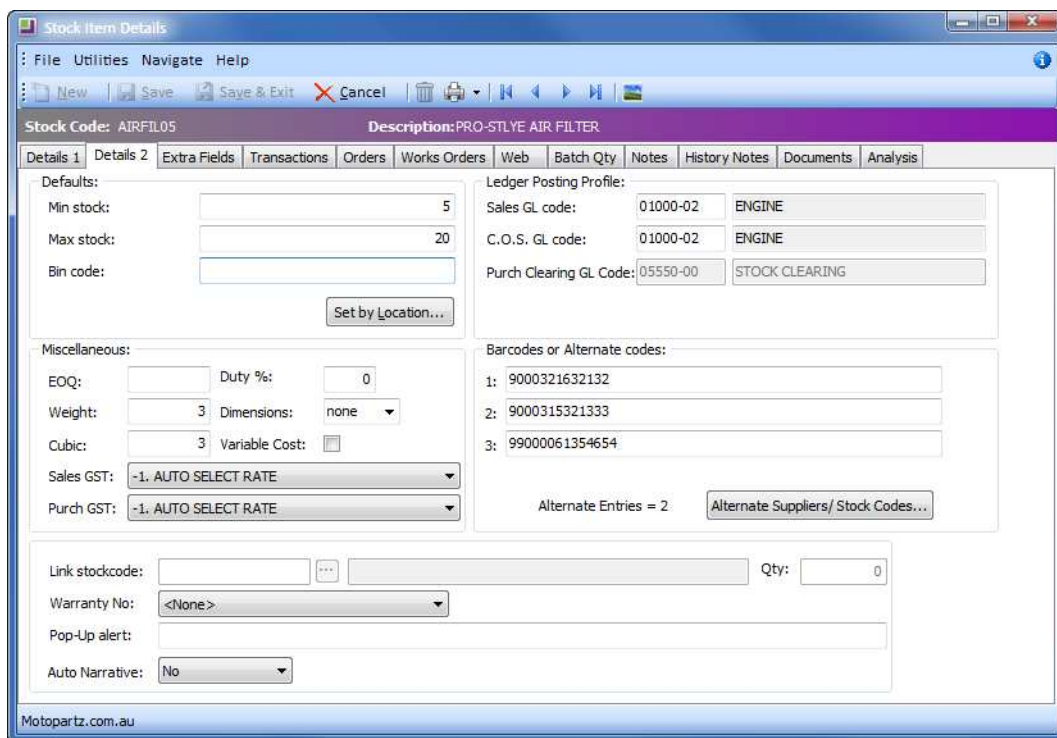 Stock Item Details
File Utilities Navigate Help
New Save Save & Exit Cancel
Stock Code: AIRFIL05 Description:PRO-STLYE AIR FILTER
Details 1 Details 2 Extra Fields Transactions Orders Works Orders Web Batch Qty Notes History Notes Documents Analysis
Defaults:
Min stock: 5
Max stock: 20
Bin code:
Set by Location...
Ledger Posting Profile:
Sales GL code: 01000-02 ENGINE
C.O.S. GL code: 01000-02 ENGINE
Purch Clearing GL Code: 05550-00 STOCK CLEARING
Miscellaneous:
EOQ: Duty %: 0
Weight: 3 Dimensions: none
Cubic: 3 Variable Cost:
Sales GST: -1. AUTO SELECT RATE
Purch GST: -1. AUTO SELECT RATE
Barcodes or Alternate codes:
1: 9000321632132
2: 9000315321333
3: 99000061354654
Alternate Entries = 2 Alternate Suppliers/ Stock Codes...
Link stockcode: ... Qty: 0
Warranty No: <None>
Pop-Up alert:
Auto Narrative: No
Motopartz.com.au